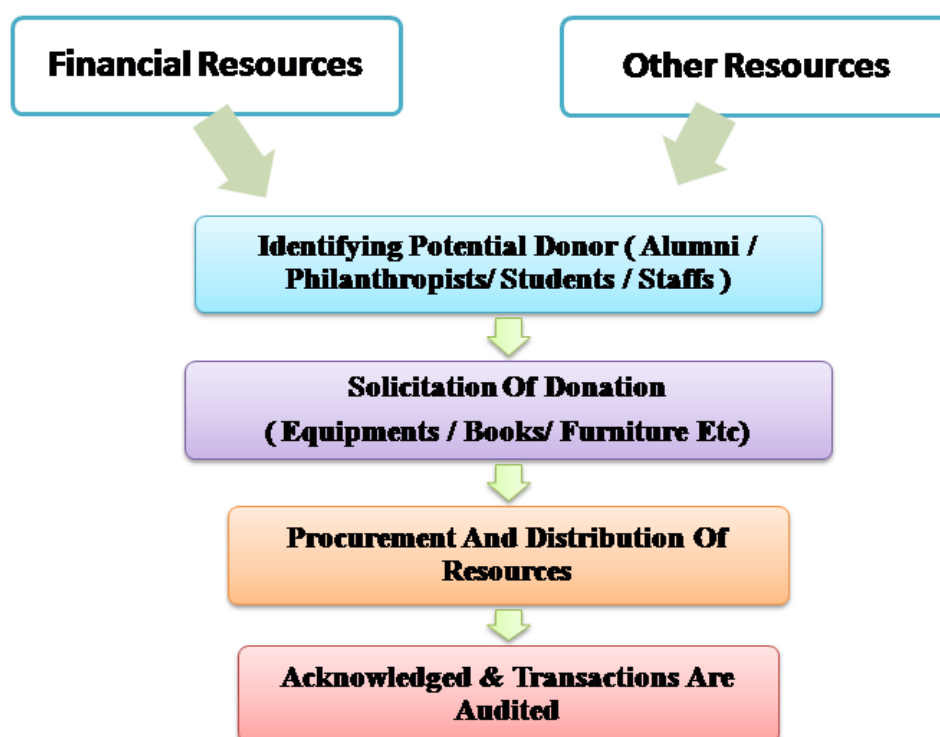 Financial Resources
Other Resources
Identifying Potential Donor ( Alumni /
Philanthropists/ Students / Staffs )
Solicitation Of Donation
( Equipments / Books/ Furniture Etc)
Procurement And Distribution Of
Resources
Acknowledged & Transactions Are
Audited